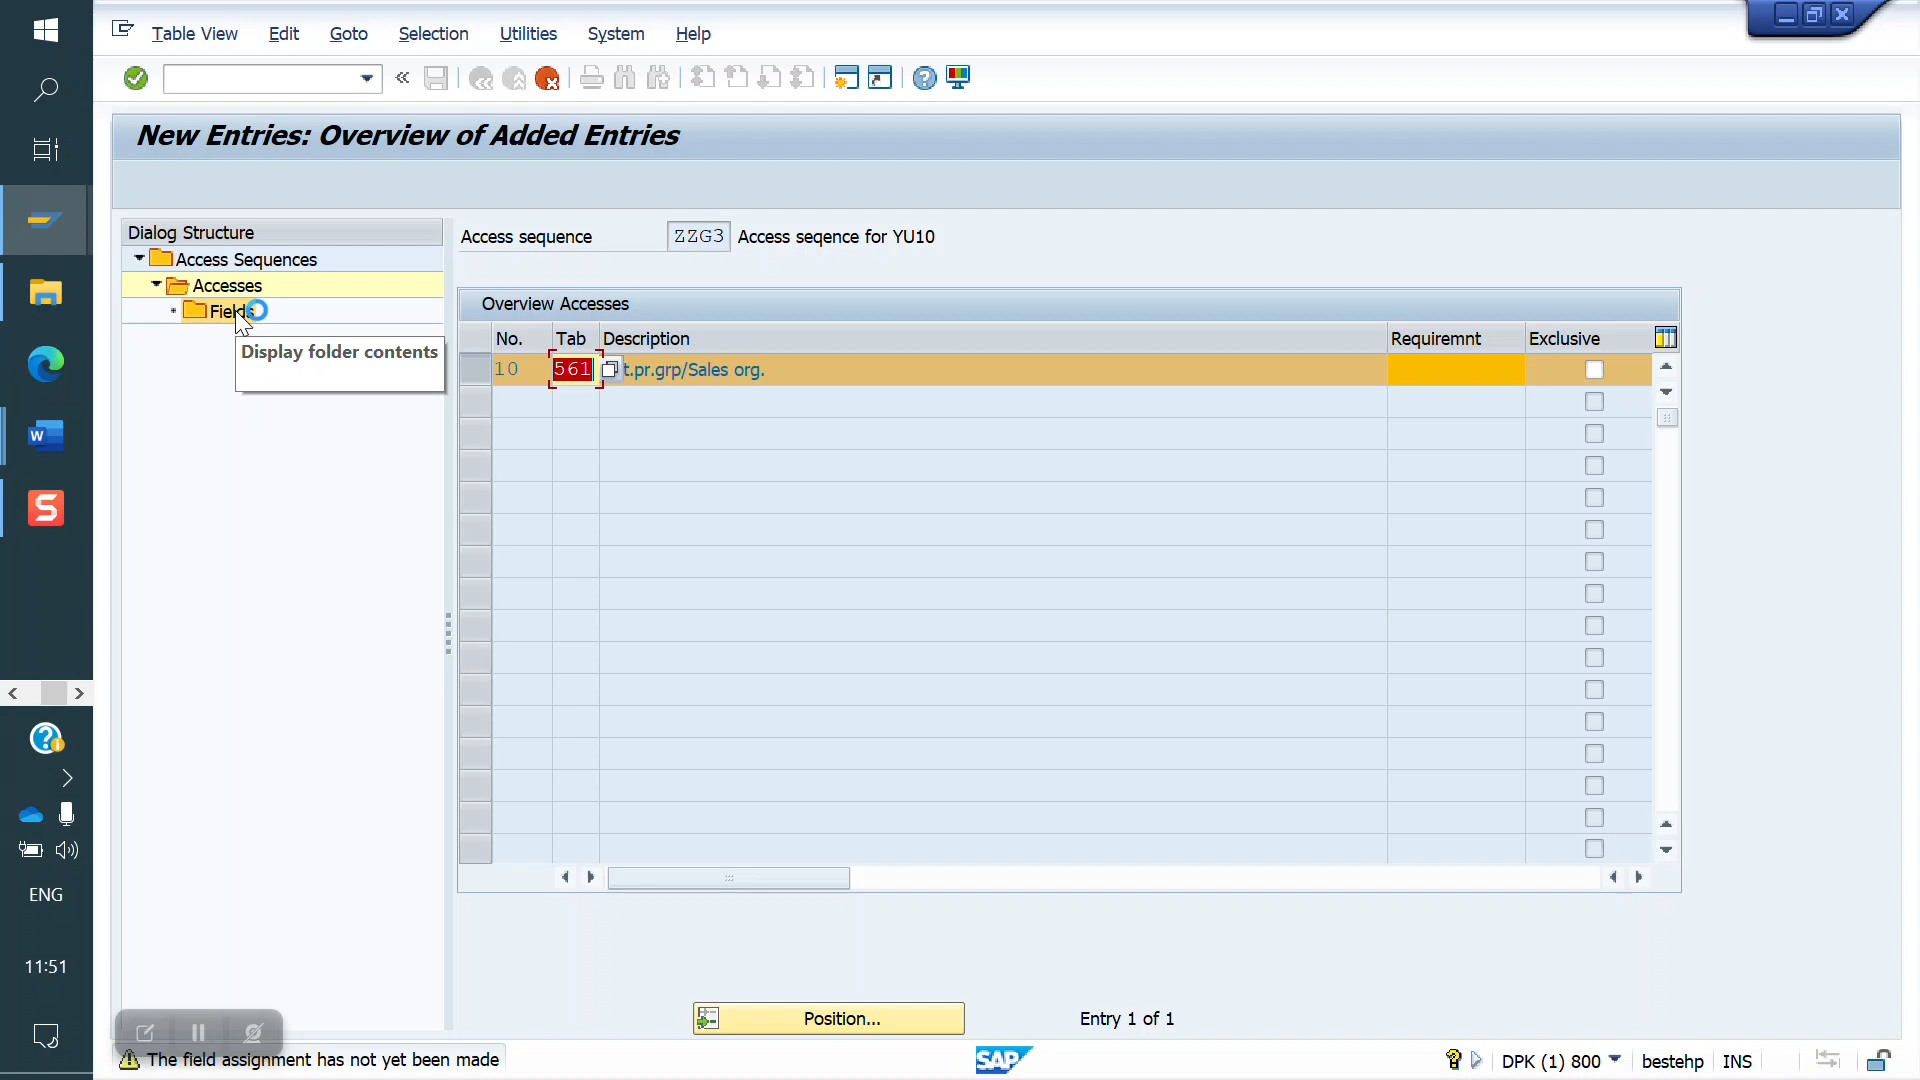 Table View Edit Goto Selection Utilities System Help
New Entries: Overview of Added Entries
Dialog Structure
Access Sequences
Accesses
Fields
Display folder contents
Access sequence ZZG3 Access seqence for YU10
Overview Accesses
No. Tab Description Requiremnt Exclusive
10 561 t.pr.grp/Sales org.
Position... Entry 1 of 1
The field assignment has not yet been made
SAP
DPK (1) 800 bestehp INS
W
S
ENG
11:51